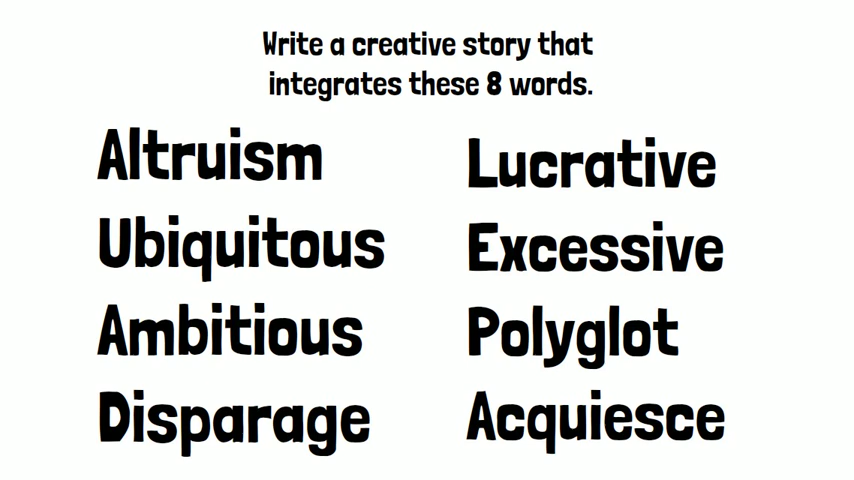 Write a creative story that
integrates these 8 words.
Altruism
Ubiquitous
Ambitious
Disparage
Lucrative
Excessive
Polyglot
Acquiesce